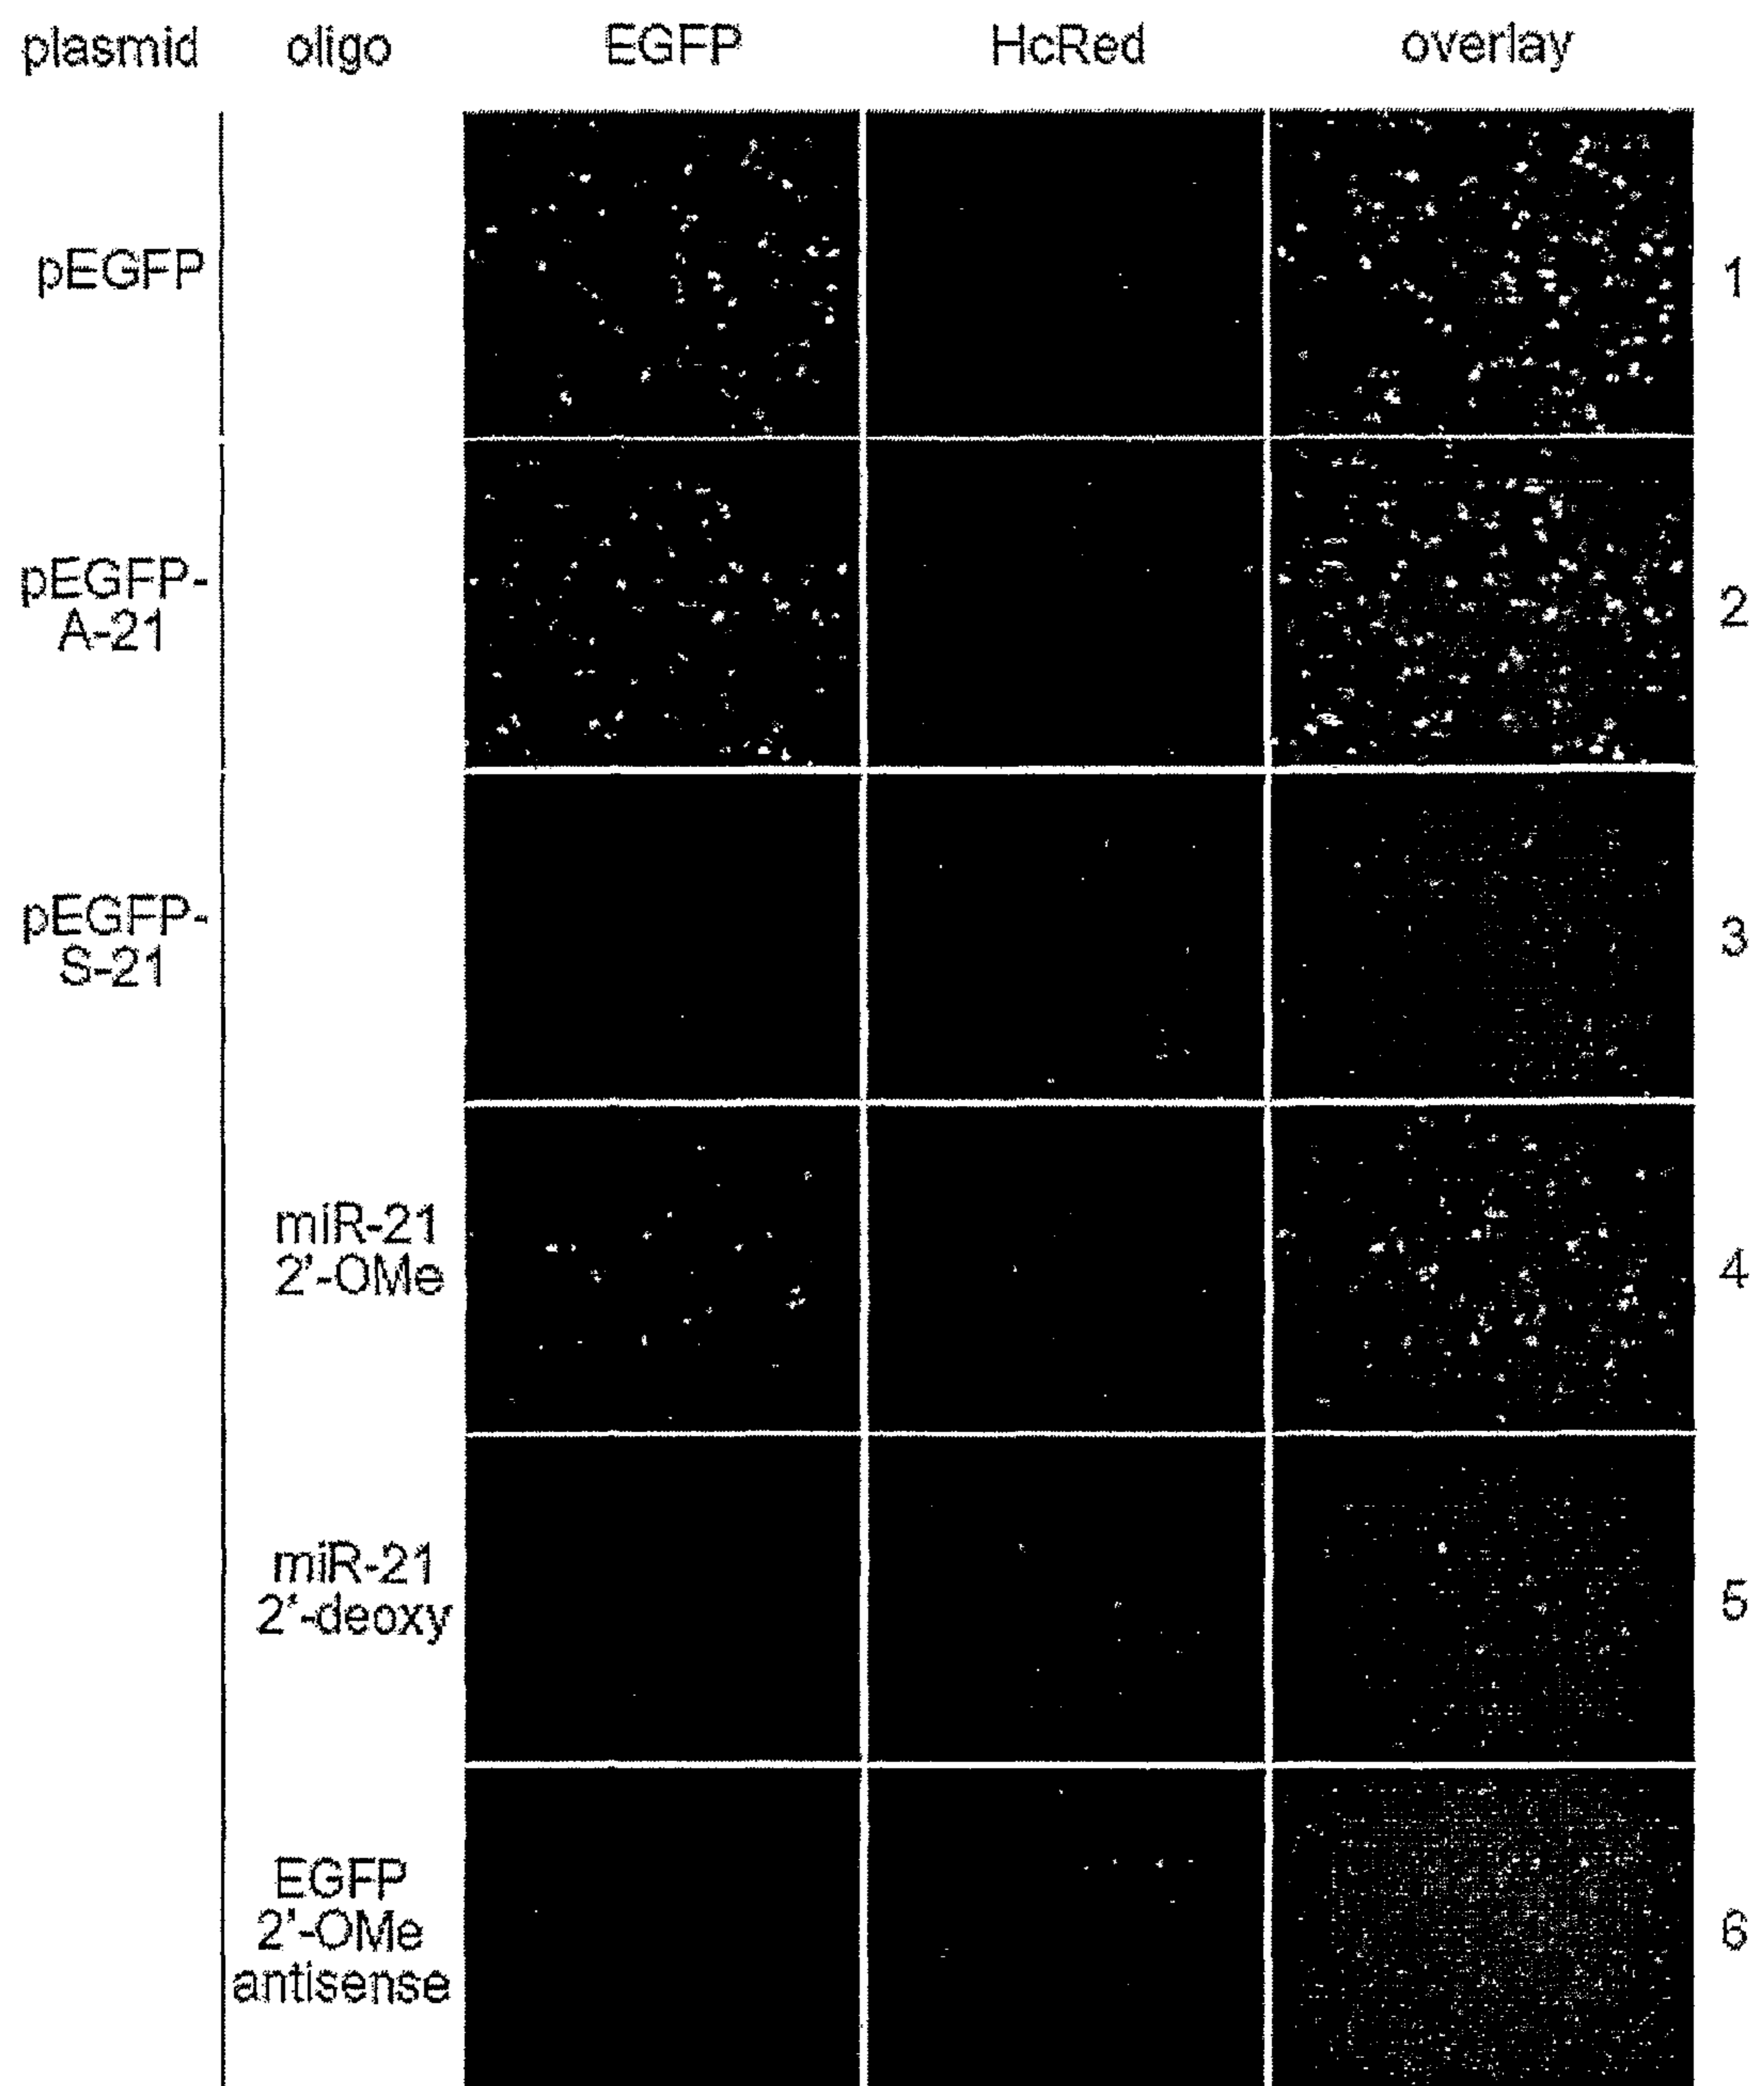 plasmid oligo EGFP HcRed overlay
pEGFP 1
pEGFP-
A-21
2
pEGFP-
S-21
3
miR-21
2'-OMe
4
miR-21
2'-deoxy
5
EGFP
2'-OMe
antisense
6